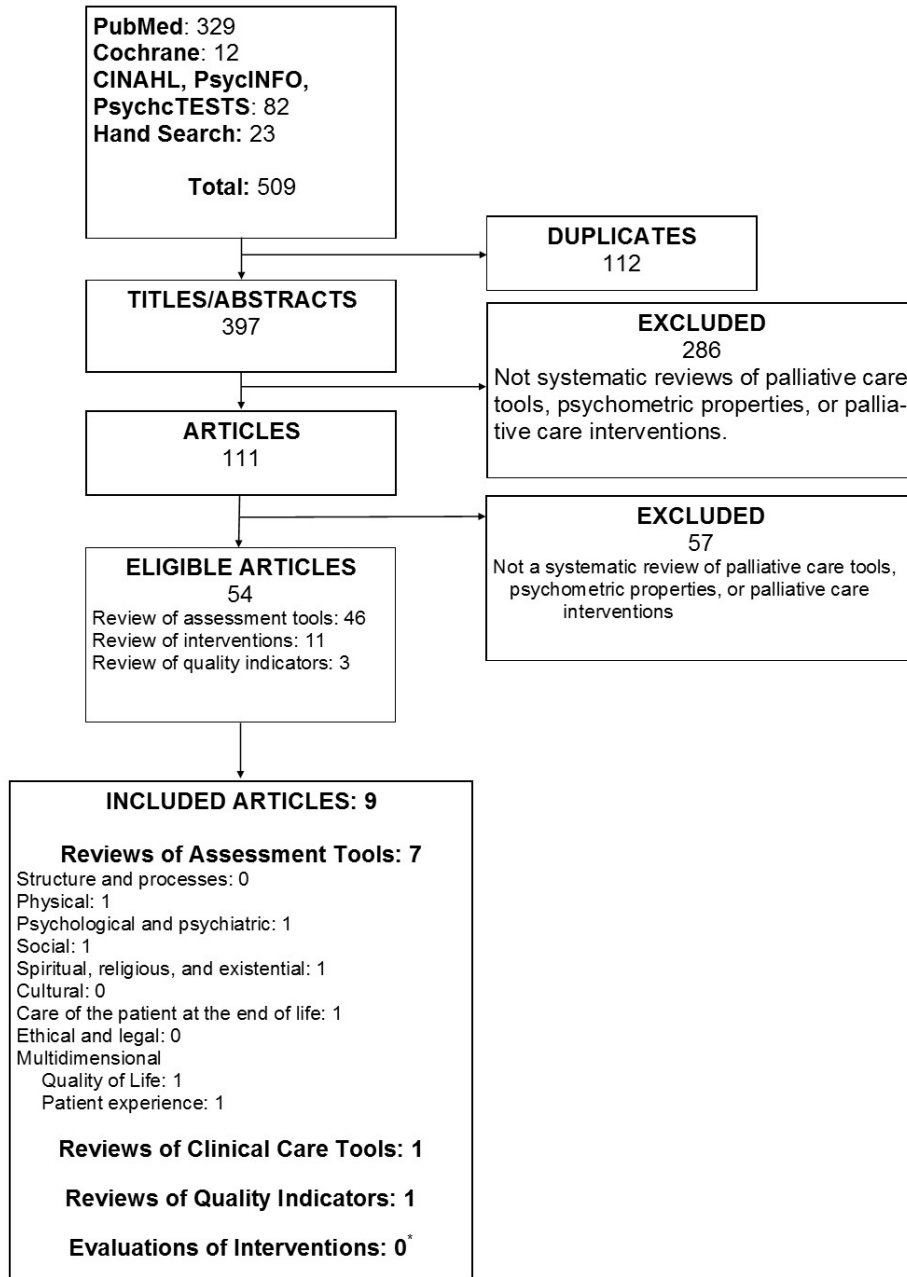 PubMed: 329
Cochrane: 12
CINAHL, PsycINFO,
PsychcTESTS: 82
Hand Search: 23
Total: 509
DUPLICATES
112
TITLES/ABSTRACTS
397
EXCLUDED
286
Not systematic reviews of palliative care
tools, psychometric properties, or pallia-
tive care interventions.
ARTICLES
111
EXCLUDED
57
Not a systematic review of palliative care tools,
psychometric properties, or palliative care
interventions
ELIGIBLE ARTICLES
54
Review of assessment tools: 46
Review of interventions: 11
Review of quality indicators: 3
INCLUDED ARTICLES: 9
Reviews of Assessment Tools: 7
Structure and processes: 0
Physical: 1
Psychological and psychiatric: 1
Social: 1
Spiritual, religious, and existential: 1
Cultural: 0
Care of the patient at the end of life: 1
Ethical and legal: 0
Multidimensional
Quality of Life: 1
Patient experience: 1
Reviews of Clinical Care Tools: 1
Reviews of Quality Indicators: 1
Evaluations of Interventions: 0*